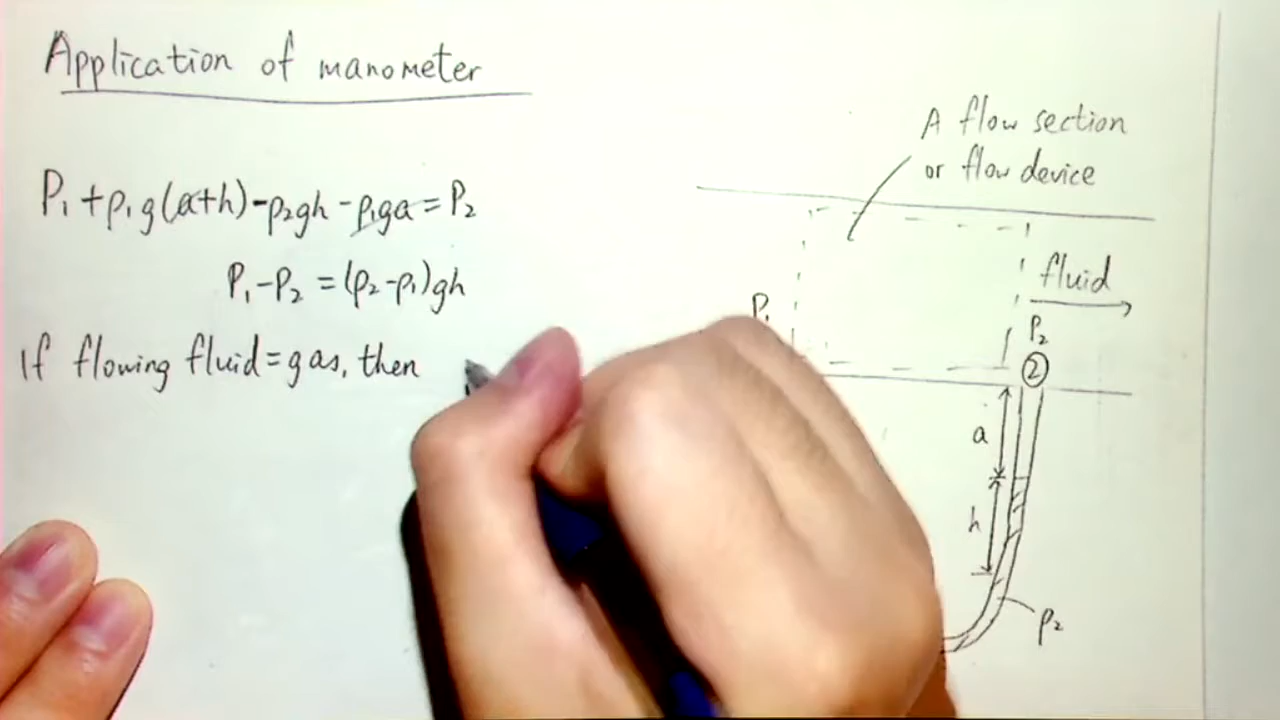 Application of manometer
P₁+ρ₁g(a+h)-ρ₂gh-ρ₁ga=P₂
P₁-P₂=(ρ₂-ρ₁)gh
If flowing fluid=gas, then
A flow section
or flow device
fluid
P₁
P₂
②
a
h
ρ₂